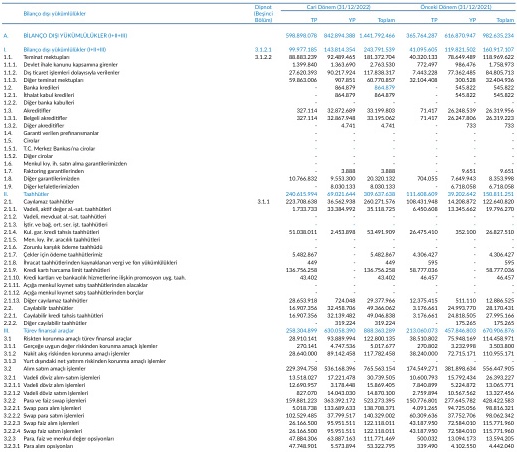 Bilanço dışı yükümlülükler Dipnot (Beşinci Bölüm) Cari Dönem (31/12/2022) Önceki Dönem (31/12/2021)
TP YP Toplam TP YP Toplam
A. BİLANÇO DIŞI YÜKÜMLÜLÜKLER (I+II+III) 598.898.078 842.894.388 1.441.792.466 365.764.287 616.870.947 982.635.234
I. Bilanço dışı yükümlülükler (I+II+III) 3.1.2.1 99.977.185 143.814.354 243.791.539 41.095.605 119.821.502 160.917.107
1.1. Teminat mektupları 3.1.2.2 88.883.239 92.489.465 181.372.704 40.320.133 78.649.489 118.969.622
1.1.1. Devlet ihale kanunu kapsamına girenler 1.399.840 1.363.690 2.763.530 772.497 986.476 1.758.973
1.1.2. Dış ticaret işlemleri dolayısıyla verilenler 27.620.393 90.217.924 117.838.317 7.443.228 77.362.485 84.805.713
1.1.3. Diğer teminat mektupları 59.863.006 907.851 60.770.857 32.104.408 300.528 32.404.936
1.2. Banka kredileri - 864.879 864.879 - 545.822 545.822
1.2.1. İthalat kabul kredileri - 864.879 864.879 - 545.822 545.822
1.2.2. Diğer banka kabulleri - - - - - -
1.3. Akreditifler 327.114 32.872.689 33.199.803 71.417 26.248.539 26.319.956
1.3.1. Belgeli akreditifler 327.114 32.867.948 33.195.062 71.417 26.247.806 26.319.223
1.3.2. Diğer akreditifler - 4.741 4.741 - 733 733
1.4. Garanti verilen prefinansmanlar - - - - - -
1.5. Cirolar - - - - - -
1.5.1. T.C. Merkez Bankası'na cirolar - - - - - -
1.5.2. Diğer cirolar - - - - - -
1.6. Menkul kıy. ih. satın alma garantilerimizden - - - - - -
1.7. Faktoring garantilerinden - 3.888 3.888 - 9.651 9.651
1.8. Diğer garantilerimizden 10.766.832 9.553.300 20.320.132 704.055 7.649.943 8.353.998
1.9. Diğer kefaletlerimizden - 8.030.133 8.030.133 - 6.718.058 6.718.058
II. Taahhütler 240.615.994 69.021.644 309.637.638 111.608.609 39.202.642 150.811.251
2.1. Cayılamaz taahhütler 3.1.1 223.708.638 36.562.938 260.271.576 108.431.948 14.208.872 122.640.820
2.1.1. Vadeli, aktif değer al.-sat. taahhütleri 1.733.733 33.384.992 35.118.725 6.450.608 13.345.662 19.796.270
2.1.2. Vadeli, mevduat al.-sat. taahhütleri - - - - - -
2.1.3. İştir. ve bağ. ort. ser. işt. taahhütleri - - - - - -
2.1.4. Kul. gar. kredi tahsis taahhütleri 51.038.011 2.453.898 53.491.909 26.475.410 352.100 26.827.510
2.1.5. Men. kıy. ihr. aracılık taahhütleri - - - - - -
2.1.6. Zorunlu karşılık ödeme taahhüdü - - - - - -
2.1.7. Çekler için ödeme taahhütlerimiz 5.482.867 - 5.482.867 4.306.427 - 4.306.427
2.1.8. İhracat taahhütlerinden kaynaklanan vergi ve fon yükümlülükleri 449 - 449 595 - 595
2.1.9. Kredi kartı harcama limit taahhütleri 136.756.258 - 136.756.258 58.777.036 - 58.777.036
2.1.10. Kredi kartları ve bankacılık hizmetlerine ilişkin promosyon uyg. taah. 43.402 - 43.402 46.457 - 46.457
2.1.11. Açığa menkul kıymet satış taahhütlerinden alacaklar - - - - - -
2.1.12. Açığa menkul kıymet satış taahhütlerinden borçlar - - - - - -
2.1.13. Diğer cayılamaz taahhütler 28.653.918 724.048 29.377.966 12.375.415 511.110 12.886.525
2.2. Cayılabilir taahhütler 16.907.356 32.458.706 49.366.062 3.176.661 24.993.770 28.170.431
2.2.1. Cayılabilir kredi tahsis taahhütleri 16.907.356 32.139.482 49.046.838 3.176.661 24.818.505 27.995.166
2.2.2. Diğer cayılabilir taahhütler - 319.224 319.224 - 175.265 175.265
III. Türev finansal araçlar 258.304.899 630.058.390 888.363.289 213.060.073 457.846.803 670.906.876
3.1 Riskten korunma amaçlı türev finansal araçlar 28.910.141 93.889.994 122.800.135 38.510.802 75.948.169 114.458.971
3.1.1 Gerçeğe uygun değer riskinden korunma amaçlı işlemler 270.141 4.747.536 5.017.677 270.802 3.232.998 3.503.800
3.1.2 Nakit akış riskinden korunma amaçlı işlemler 28.640.000 89.142.458 117.782.458 38.240.000 72.715.171 110.955.171
3.1.3 Yurt dışındaki net yatırım riskinden korunma amaçlı işlemler - - - - - -
3.2 Alım satım amaçlı işlemler 229.394.758 536.168.396 765.563.154 174.549.271 381.898.634 556.447.905
3.2.1 Vadeli döviz alım-satım işlemleri 13.518.027 17.221.478 30.739.505 10.600.793 15.792.434 26.393.227
3.2.1.1 Vadeli döviz alım işlemleri 12.690.957 3.178.448 15.869.405 7.840.899 5.224.872 13.065.771
3.2.1.2 Vadeli döviz satım işlemleri 827.070 14.043.030 14.870.100 2.759.894 10.567.562 13.327.456
3.2.2 Para ve faiz swap işlemleri 159.881.223 363.392.172 523.273.395 150.776.801 277.645.782 428.422.583
3.2.2.1 Swap para alım işlemleri 5.018.738 133.689.633 138.708.371 4.091.265 94.725.056 98.816.321
3.2.2.2 Swap para satım işlemleri 102.529.485 37.799.517 140.329.002 60.309.636 37.752.706 98.062.342
3.2.2.3 Swap faiz alım işlemleri 26.166.500 95.951.511 122.118.011 43.187.950 72.584.010 115.771.960
3.2.2.4 Swap faiz satım işlemleri 26.166.500 95.951.511 122.118.011 43.187.950 72.584.010 115.771.960
3.2.3 Para, faiz ve menkul değer opsiyonları 47.884.306 63.887.163 111.771.469 500.032 13.094.173 13.594.205
3.2.3.1 Para alım opsiyonları 47.748.901 5.573.894 53.322.795 339.490 4.102.550 4.442.040